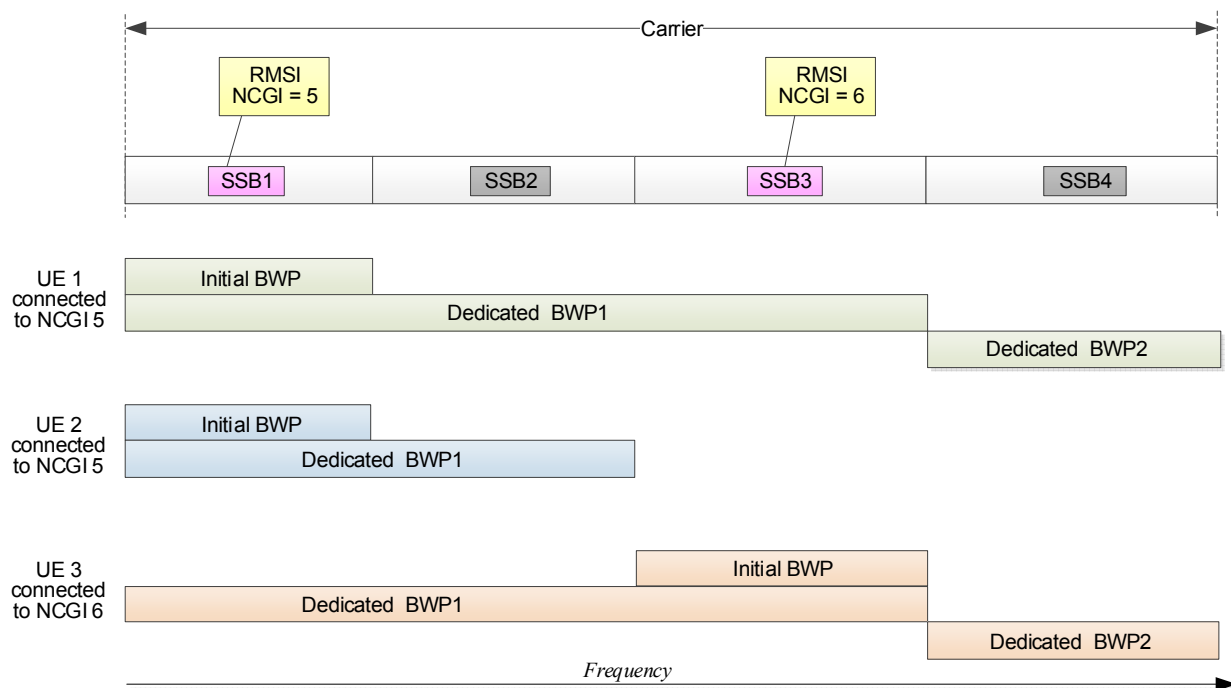 Carrier
RMSI
NCGI = 5
RMSI
NCGI = 6
SSB1
SSB2
SSB3
SSB4
UE 1
connected
to NCGI 5
Initial BWP
Dedicated BWP1
Dedicated BWP2
UE 2
connected
to NCGI 5
Initial BWP
Dedicated BWP1
UE 3
connected
to NCGI 6
Initial BWP
Dedicated BWP1
Dedicated BWP2
Frequency